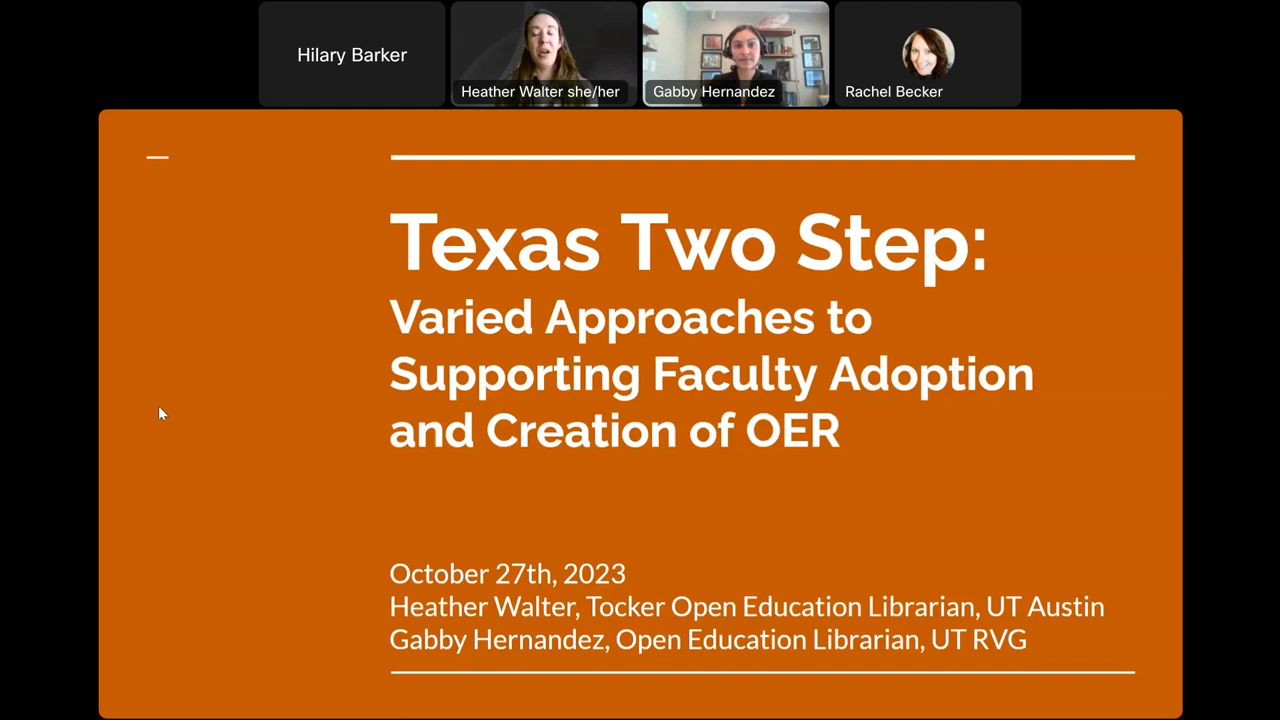 Hilary Barker
Heather Walter she/her
Gabby Hernandez
Rachel Becker
Texas Two Step:
Varied Approaches to
Supporting Faculty Adoption
and Creation of OER
October 27th, 2023
Heather Walter, Tocker Open Education Librarian, UT Austin
Gabby Hernandez, Open Education Librarian, UT RVG